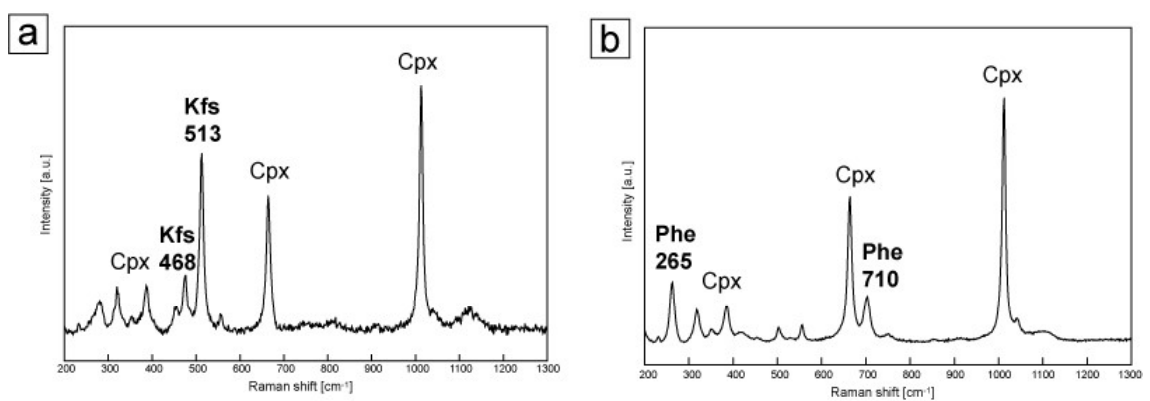 a
Cpx
Kfs
513
Cpx
Kfs
Cpx 468
Intensity [a.u.]
200 300 400 500 600 700 800 900 1000 1100 1200 1300
Raman shift [cm⁻¹]
b
Cpx
Cpx
Phe
265
Phe
710
Cpx
Intensity [a.u.]
200 300 400 500 600 700 800 900 1000 1100 1200 1300
Raman shift [cm⁻¹]